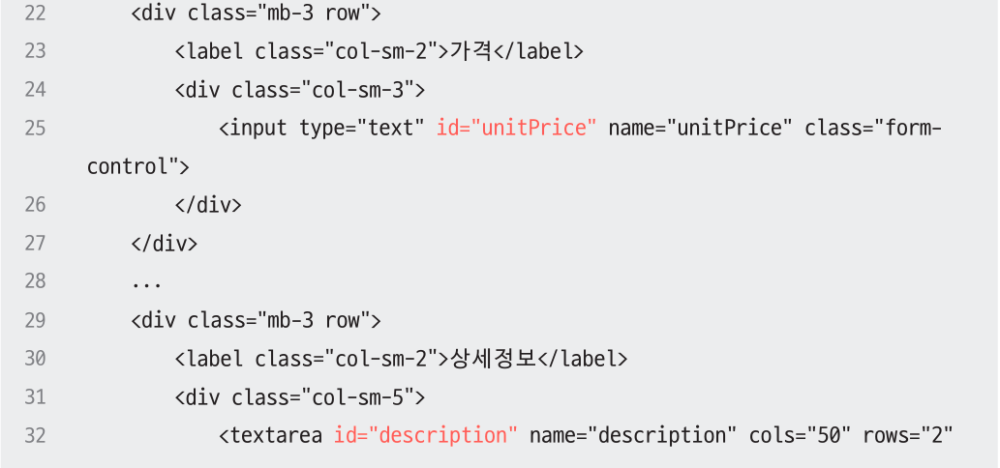 22 <div class="mb-3 row">
23 <label class="col-sm-2">가격</label>
24 <div class="col-sm-3">
25 <input type="text" id="unitPrice" name="unitPrice" class="form-
control">
26 </div>
27 </div>
28 ...
29 <div class="mb-3 row">
30 <label class="col-sm-2">상세정보</label>
31 <div class="col-sm-5">
32 <textarea id="description" name="description" cols="50" rows="2"